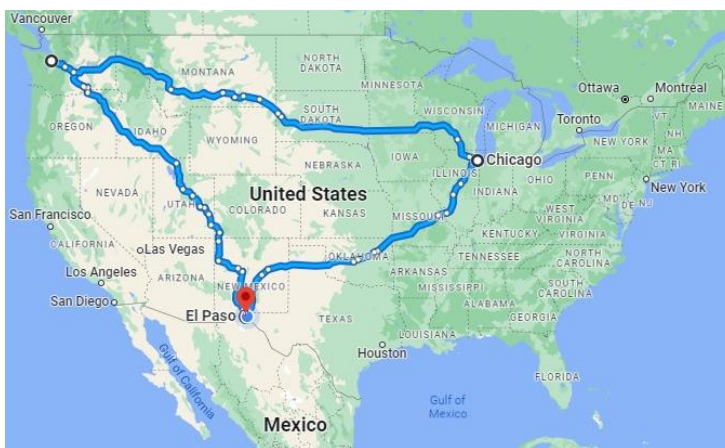 Vancouver
MONTANA
NORTH
DAKOTA
MINNESOTA
Ottawa
Montreal
OREGON
IDAHO
SOUTH
DAKOTA
WISCONSIN
MICHIGAN
Toronto
VT
NH
WYOMING
NEW YORK
MA
CT RI
IOWA
Chicago
NEBRASKA
ILLINOIS
INDIANA
OHIO
PENN
New York
NEVADA
UTAH
United States
COLORADO
KANSAS
MISSOURI
WEST
VIRGINIA
MD
DE
NJ
San Francisco
KENTUCKY
VIRGINIA
CALIFORNIA
Las Vegas
OKLAHOMA
TENNESSEE
NORTH
CAROLINA
Los Angeles
ARIZONA
NEW MEXICO
ARKANSAS
SOUTH
CAROLINA
San Diego
MISSISSIPPI
ALABAMA
El Paso
TEXAS
GEORGIA
LOUISIANA
Houston
FLORIDA
Gulf of California
Gulf of
Mexico
Mexico